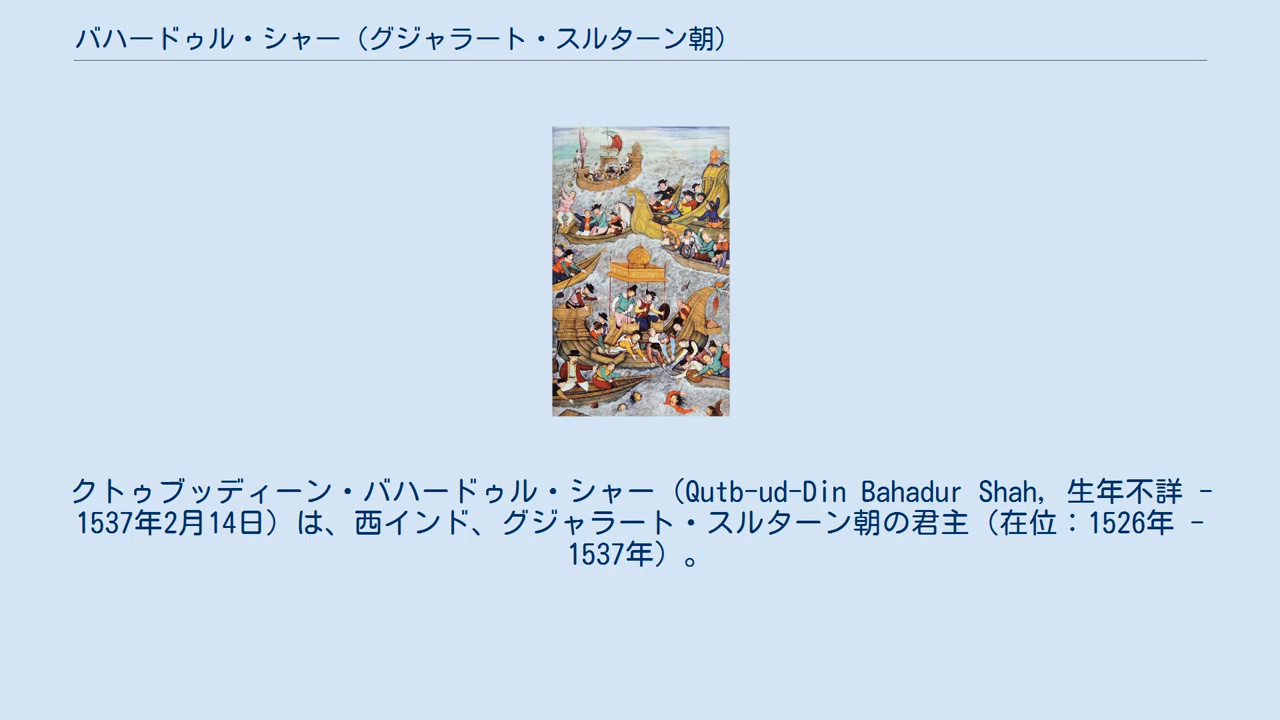 バハードゥル・シャー（グジャラート・スルターン朝）
クトゥブッディーン・バハードゥル・シャー（Qutb-ud-Din Bahadur Shah, 生年不詳 -
1537年2月14日）は、西インド、グジャラート・スルターン朝の君主（在位：1526年 -
1537年）。